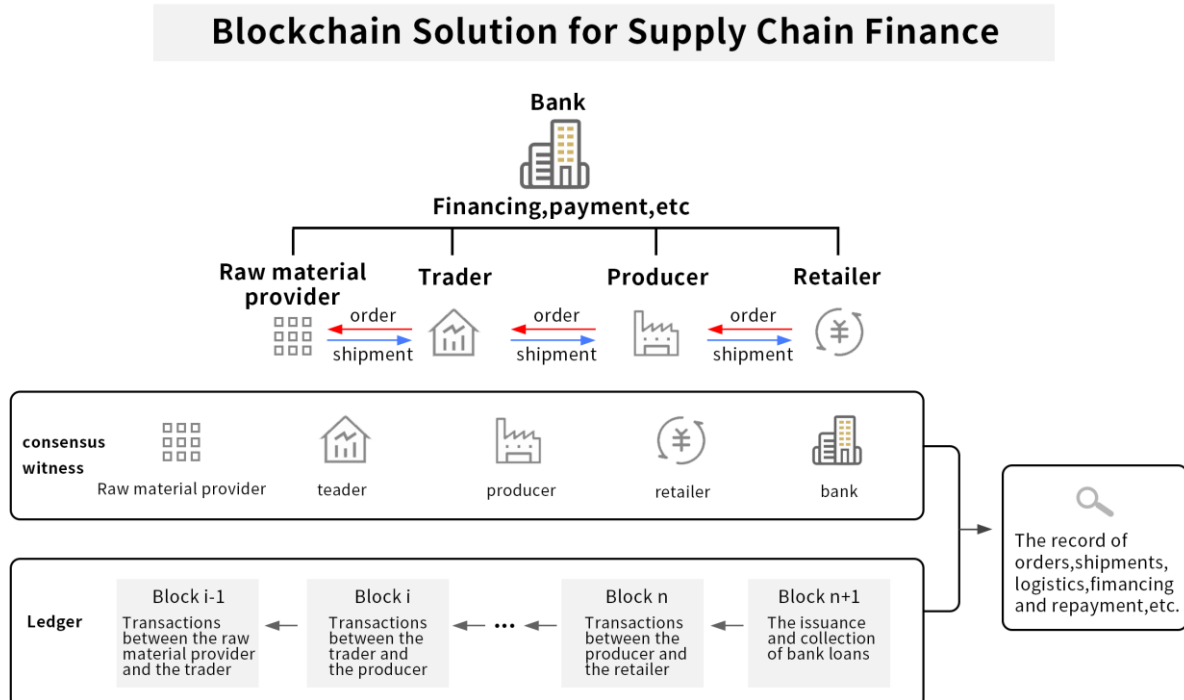 Blockchain Solution for Supply Chain Finance
Bank
Financing,payment,etc
Raw material
provider
Trader
Producer
Retailer
order
shipment
order
shipment
order
shipment
consensus
witness
Raw material provider
teader
producer
retailer
bank
The record of
orders,shipments,
logistics,financing
and repayment,etc.
Ledger
Block i-1
Transactions
between the raw
material provider
and the trader
Block i
Transactions
between the
trader and
the producer
...
Block n
Transactions
between the
producer and
the retailer
Block n+1
The issuance
and collection
of bank loans